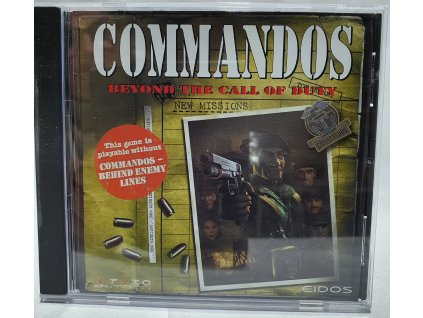 COMMANDOS
BEYOND THE CALL OF DUTY
NEW MISSIONS
This game is
playable without
COMMANDOS –
BEHIND ENEMY
LINES
EIDOS